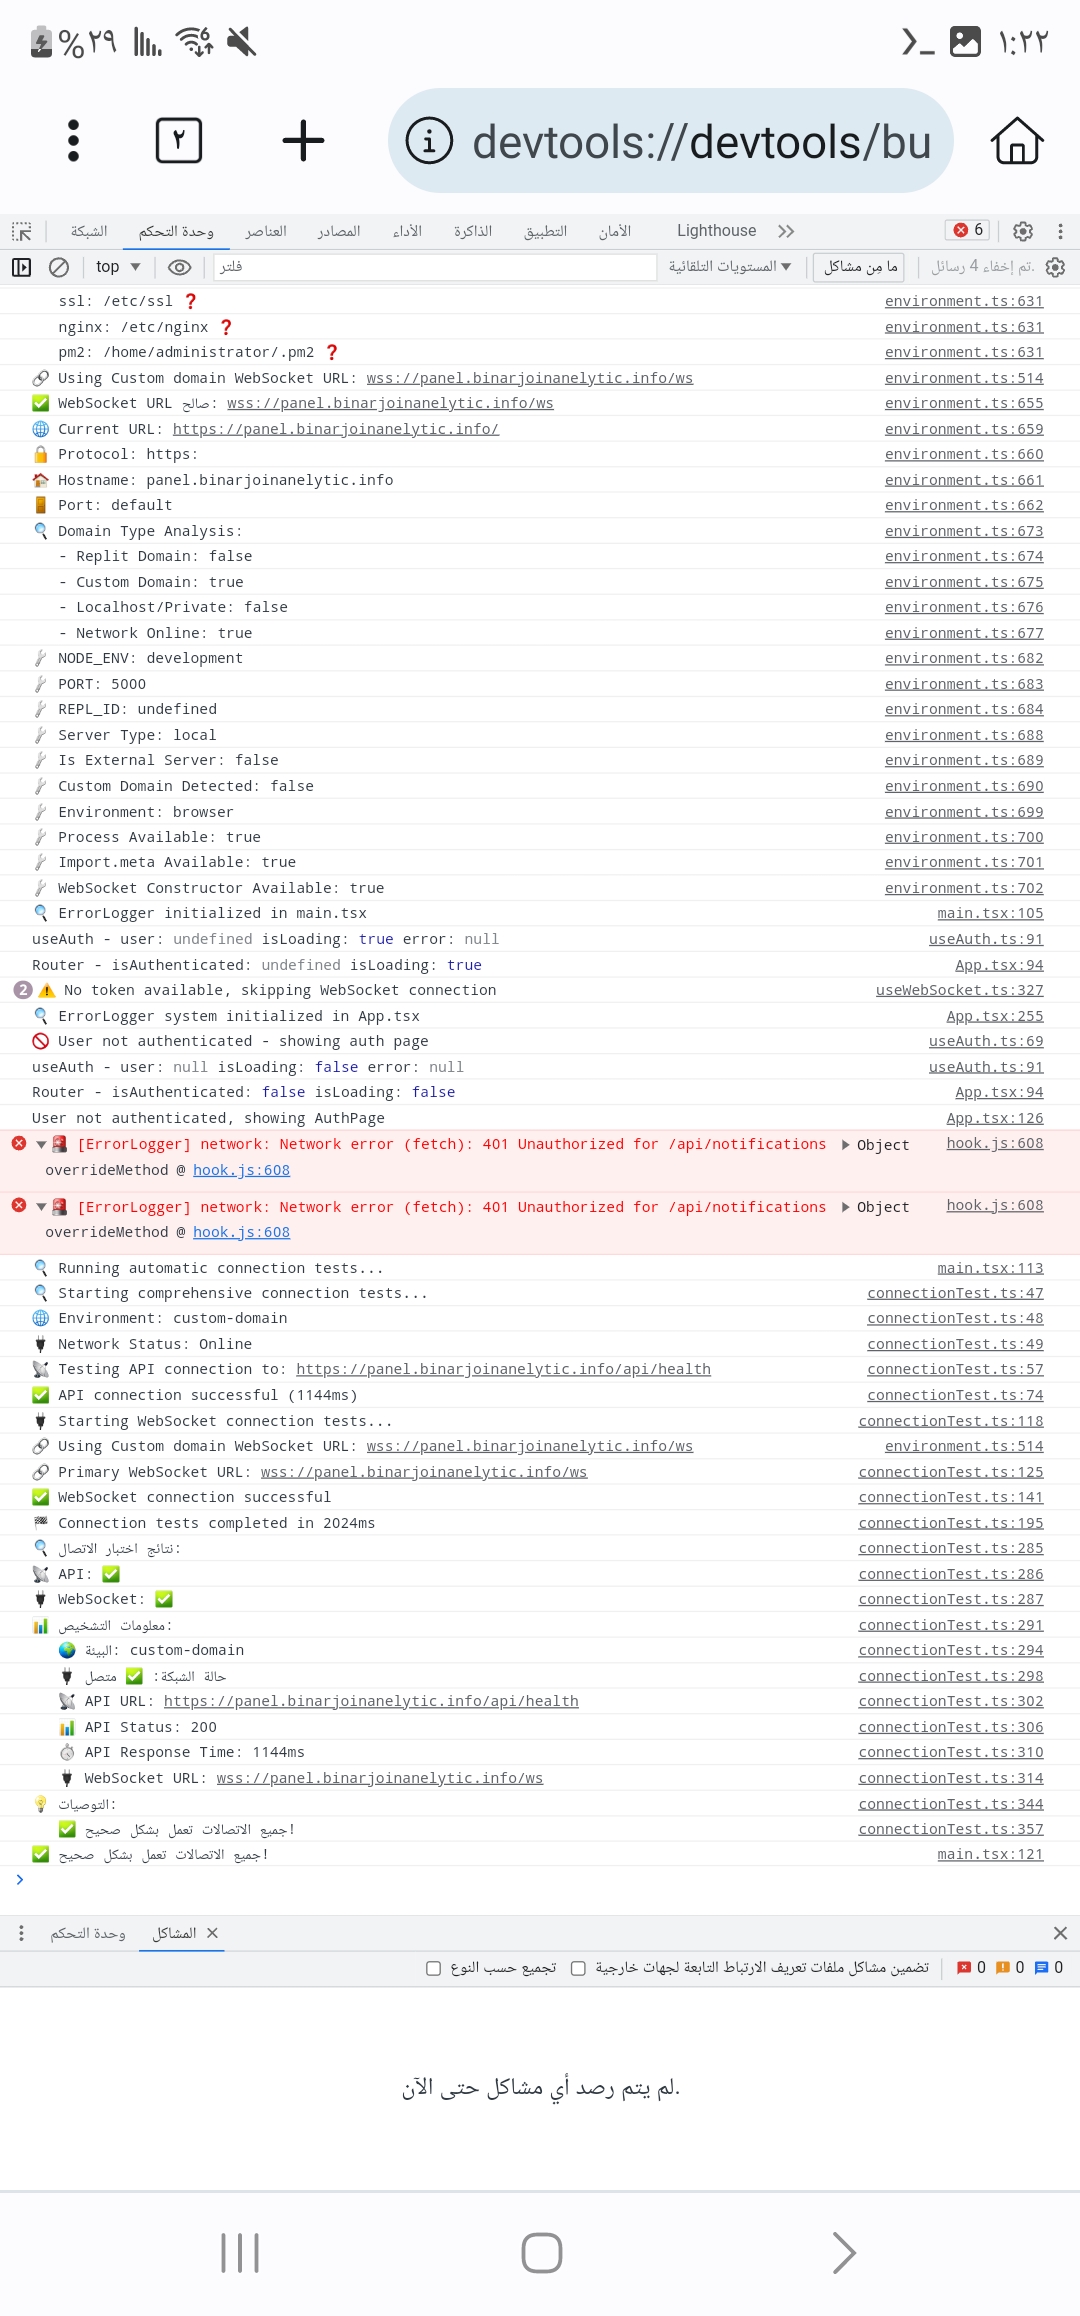 %٢٩
١:٢٢
٢
devtools://devtools/bu
الشبكة
وحدة التحكم
العناصر
المصادر
الأداء
الذاكرة
التطبيق
الأمان
Lighthouse
6
top
فلتر
المستويات التلقائية
ما مِن مشاكل
تم إخفاء 4 رسائل.
ssl: /etc/ssl ❓ environment.ts:631
nginx: /etc/nginx ❓ environment.ts:631
pm2: /home/administrator/.pm2 ❓ environment.ts:631
🔗 Using Custom domain WebSocket URL: wss://panel.binarjoinanelytic.info/ws environment.ts:514
✅ WebSocket URL صالح: wss://panel.binarjoinanelytic.info/ws environment.ts:655
🌐 Current URL: https://panel.binarjoinanelytic.info/ environment.ts:659
🔒 Protocol: https: environment.ts:660
🏠 Hostname: panel.binarjoinanelytic.info environment.ts:661
🚪 Port: default environment.ts:662
🔍 Domain Type Analysis: environment.ts:673
- Replit Domain: false environment.ts:674
- Custom Domain: true environment.ts:675
- Localhost/Private: false environment.ts:676
- Network Online: true environment.ts:677
🔧 NODE_ENV: development environment.ts:682
🔧 PORT: 5000 environment.ts:683
🔧 REPL_ID: undefined environment.ts:684
🔧 Server Type: local environment.ts:688
🔧 Is External Server: false environment.ts:689
🔧 Custom Domain Detected: false environment.ts:690
🔧 Environment: browser environment.ts:699
🔧 Process Available: true environment.ts:700
🔧 Import.meta Available: true environment.ts:701
🔧 WebSocket Constructor Available: true environment.ts:702
🔍 ErrorLogger initialized in main.tsx main.tsx:105
useAuth - user: undefined isLoading: true error: null useAuth.ts:91
Router - isAuthenticated: undefined isLoading: true App.tsx:94
2 ⚠️ No token available, skipping WebSocket connection useWebSocket.ts:327
🔍 ErrorLogger system initialized in App.tsx App.tsx:255
🚫 User not authenticated - showing auth page useAuth.ts:69
useAuth - user: null isLoading: false error: null useAuth.ts:91
Router - isAuthenticated: false isLoading: false App.tsx:94
User not authenticated, showing AuthPage App.tsx:126
▼🚨 [ErrorLogger] network: Network error (fetch): 401 Unauthorized for /api/notifications ▶ Object hook.js:608
overrideMethod @ hook.js:608
▼🚨 [ErrorLogger] network: Network error (fetch): 401 Unauthorized for /api/notifications ▶ Object hook.js:608
overrideMethod @ hook.js:608
🔍 Running automatic connection tests... main.tsx:113
🔍 Starting comprehensive connection tests... connectionTest.ts:47
🌐 Environment: custom-domain connectionTest.ts:48
🔌 Network Status: Online connectionTest.ts:49
📡 Testing API connection to: https://panel.binarjoinanelytic.info/api/health connectionTest.ts:57
✅ API connection successful (1144ms) connectionTest.ts:74
🔌 Starting WebSocket connection tests... connectionTest.ts:118
🔗 Using Custom domain WebSocket URL: wss://panel.binarjoinanelytic.info/ws environment.ts:514
🔗 Primary WebSocket URL: wss://panel.binarjoinanelytic.info/ws connectionTest.ts:125
✅ WebSocket connection successful connectionTest.ts:141
🏁 Connection tests completed in 2024ms connectionTest.ts:195
🔍 نتائج اختبار الاتصال: connectionTest.ts:285
📡 API: ✅ connectionTest.ts:286
🔌 WebSocket: ✅ connectionTest.ts:287
📊 معلومات التشخيص: connectionTest.ts:291
🌍 البيئة: custom-domain connectionTest.ts:294
🔌 حالة الشبكة: ✅ متصل connectionTest.ts:298
📡 API URL: https://panel.binarjoinanelytic.info/api/health connectionTest.ts:302
📊 API Status: 200 connectionTest.ts:306
⏱️ API Response Time: 1144ms connectionTest.ts:310
🔌 WebSocket URL: wss://panel.binarjoinanelytic.info/ws connectionTest.ts:314
💡 التوصيات: connectionTest.ts:344
✅ جميع الاتصالات تعمل بشكل صحيح! connectionTest.ts:357
✅ جميع الاتصالات تعمل بشكل صحيح! main.tsx:121
وحدة التحكم
المشاكل
تجميع حسب النوع
تضمين مشاكل ملفات تعريف الارتباط التابعة لجهات خارجية
0 0 0
لم يتم رصد أي مشاكل حتى الآن.